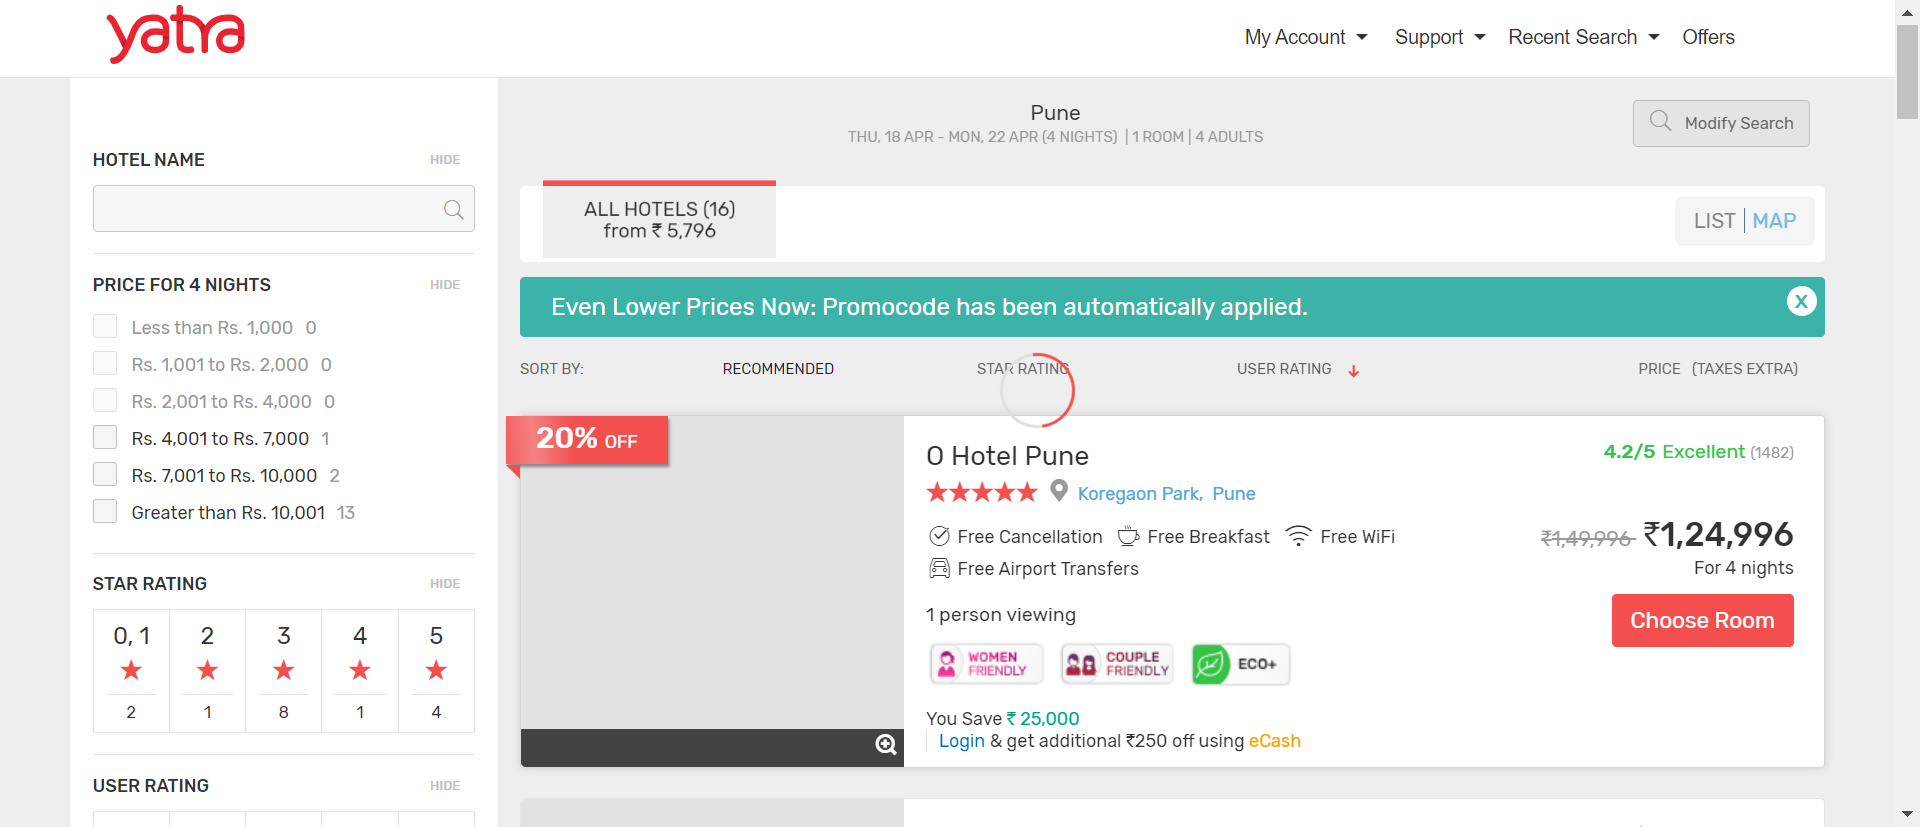 yatra
My Account
Support
Recent Search
Offers
HOTEL NAME HIDE
PRICE FOR 4 NIGHTS HIDE
Less than Rs. 1,000 0
Rs. 1,001 to Rs. 2,000 0
Rs. 2,001 to Rs. 4,000 0
Rs. 4,001 to Rs. 7,000 1
Rs. 7,001 to Rs. 10,000 2
Greater than Rs. 10,001 13
STAR RATING HIDE
0, 1 2 3 4 5
2 1 8 1 4
USER RATING HIDE
Pune
THU, 18 APR - MON, 22 APR (4 NIGHTS) | 1 ROOM | 4 ADULTS
Modify Search
ALL HOTELS (16)
from ₹ 5,796
LIST | MAP
Even Lower Prices Now: Promocode has been automatically applied.
X
SORT BY: RECOMMENDED STAR RATING USER RATING PRICE (TAXES EXTRA)
20% OFF
O Hotel Pune
4.2/5 Excellent (1482)
Koregaon Park, Pune
Free Cancellation Free Breakfast Free WiFi
Free Airport Transfers
₹1,49,996 ₹1,24,996
For 4 nights
1 person viewing
Choose Room
WOMEN FRIENDLY
COUPLE FRIENDLY
ECO+
You Save ₹ 25,000
Login & get additional ₹250 off using eCash